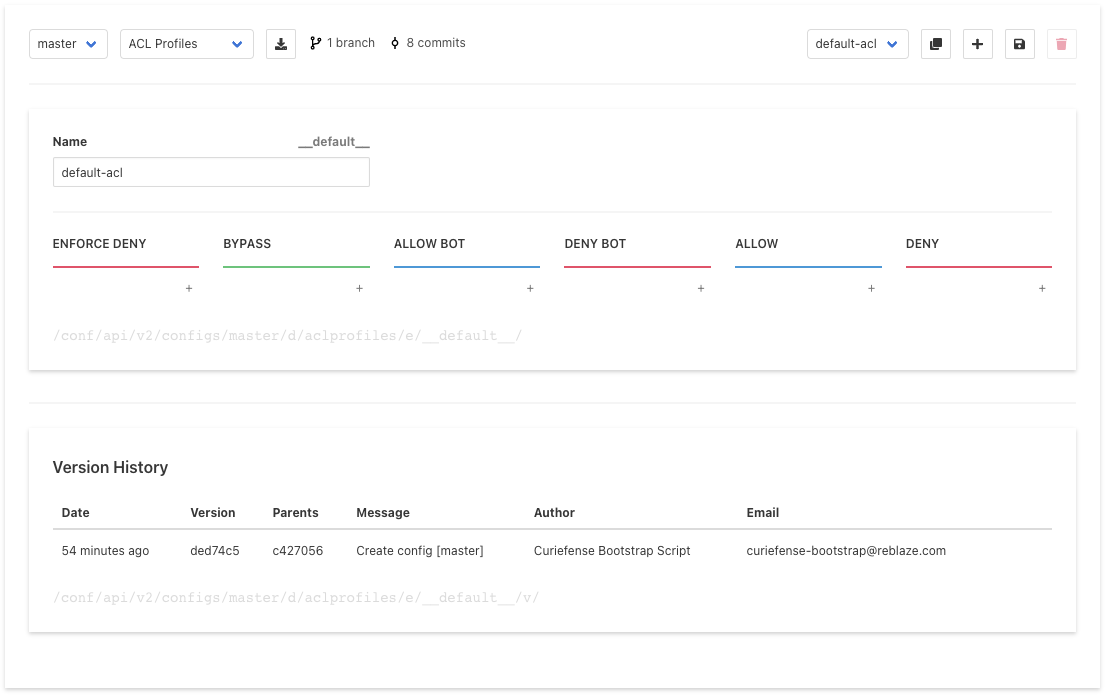 master ACL Profiles 1 branch 8 commits default-acl
Name __default__
default-acl
ENFORCE DENY BYPASS ALLOW BOT DENY BOT ALLOW DENY
+ + + + + +
/conf/api/v2/configs/master/d/aclprofiles/e/__default__/
Version History
Date Version Parents Message Author Email
54 minutes ago ded74c5 c427056 Create config [master] Curiefense Bootstrap Script curiefense-bootstrap@reblaze.com
/conf/api/v2/configs/master/d/aclprofiles/e/__default__/v/